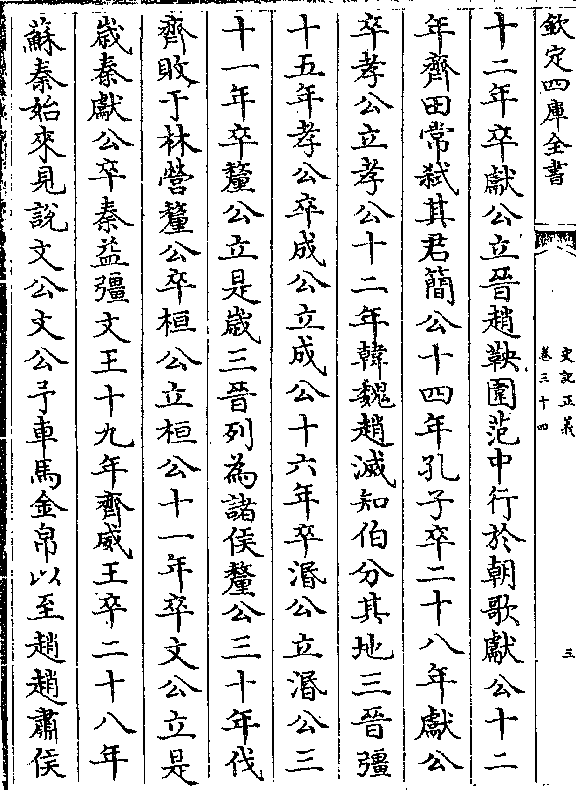 欽定四庫全書
史記正義
卷三十四
三
十二年卒獻公立晉趙鞅圍范中行於朝歌獻公十二
年齊田常弒其君簡公十四年孔子卒二十八年獻公
卒孝公立孝公十二年韓魏趙滅知伯分其地三晉彊
十五年孝公卒成公立成公十六年卒湣公立湣公三
十一年卒釐公立是歲三晉列為諸侯釐公三十年伐
齊敗于林營釐公卒桓公立桓公十一年卒文公立是
歲秦獻公卒秦益彊文王十九年齊威王卒二十八年
蘇秦始來見說文公文公予車馬金帛以至趙趙肅侯